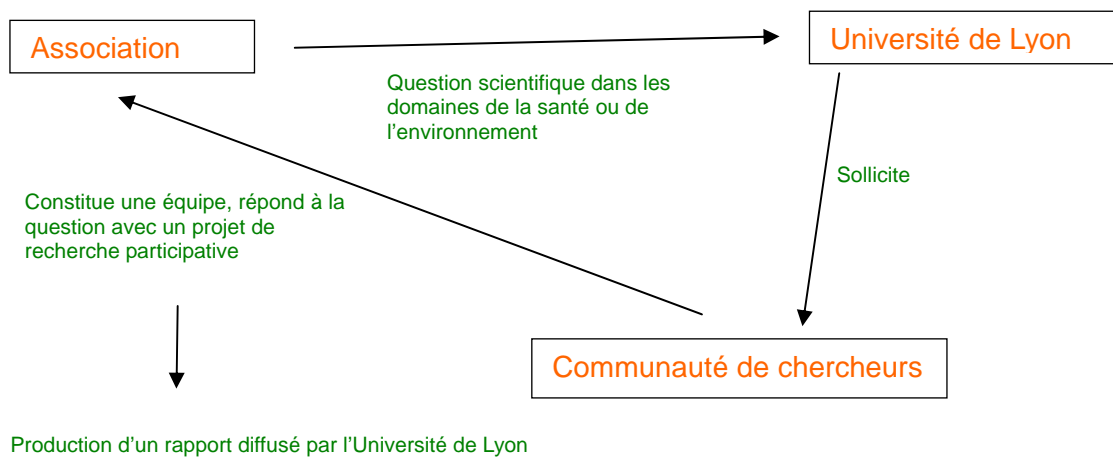 Association
Université de Lyon
Question scientifique dans les
domaines de la santé ou de
l’environnement
Sollicite
Constitue une équipe, répond à la
question avec un projet de
recherche participative
Communauté de chercheurs
Production d’un rapport diffusé par l’Université de Lyon